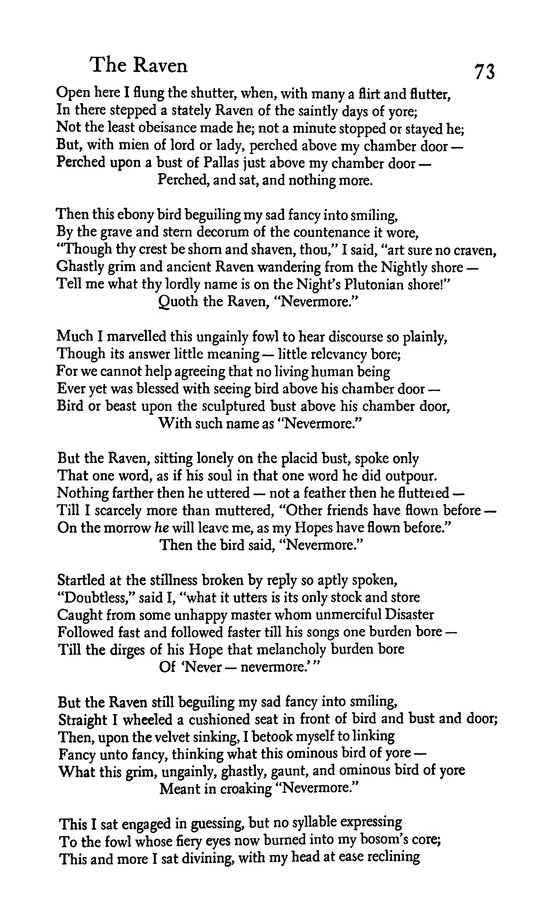 The Raven
73
Open here I flung the shutter, when, with many a flirt and flutter,
In there stepped a stately Raven of the saintly days of yore;
Not the least obeisance made he; not a minute stopped or stayed he;
But, with mien of lord or lady, perched above my chamber door —
Perched upon a bust of Pallas just above my chamber door —
Perched, and sat, and nothing more.
Then this ebony bird beguiling my sad fancy into smiling,
By the grave and stern decorum of the countenance it wore,
“Though thy crest be shorn and shaven, thou,” I said, “art sure no craven,
Ghastly grim and ancient Raven wandering from the Nightly shore —
Tell me what thy lordly name is on the Night’s Plutonian shore!”
Quoth the Raven, “Nevermore.”
Much I marvelled this ungainly fowl to hear discourse so plainly,
Though its answer little meaning — little relevancy bore;
For we cannot help agreeing that no living human being
Ever yet was blessed with seeing bird above his chamber door —
Bird or beast upon the sculptured bust above his chamber door,
With such name as “Nevermore.”
But the Raven, sitting lonely on the placid bust, spoke only
That one word, as if his soul in that one word he did outpour.
Nothing farther then he uttered — not a feather then he fluttered —
Till I scarcely more than muttered, “Other friends have flown before —
On the morrow he will leave me, as my Hopes have flown before.”
Then the bird said, “Nevermore.”
Startled at the stillness broken by reply so aptly spoken,
“Doubtless,” said I, “what it utters is its only stock and store
Caught from some unhappy master whom unmerciful Disaster
Followed fast and followed faster till his songs one burden bore —
Till the dirges of his Hope that melancholy burden bore
Of ‘Never — nevermore.’ ”
But the Raven still beguiling my sad fancy into smiling,
Straight I wheeled a cushioned seat in front of bird and bust and door;
Then, upon the velvet sinking, I betook myself to linking
Fancy unto fancy, thinking what this ominous bird of yore —
What this grim, ungainly, ghastly, gaunt, and ominous bird of yore
Meant in croaking “Nevermore.”
This I sat engaged in guessing, but no syllable expressing
To the fowl whose fiery eyes now burned into my bosom’s core;
This and more I sat divining, with my head at ease reclining